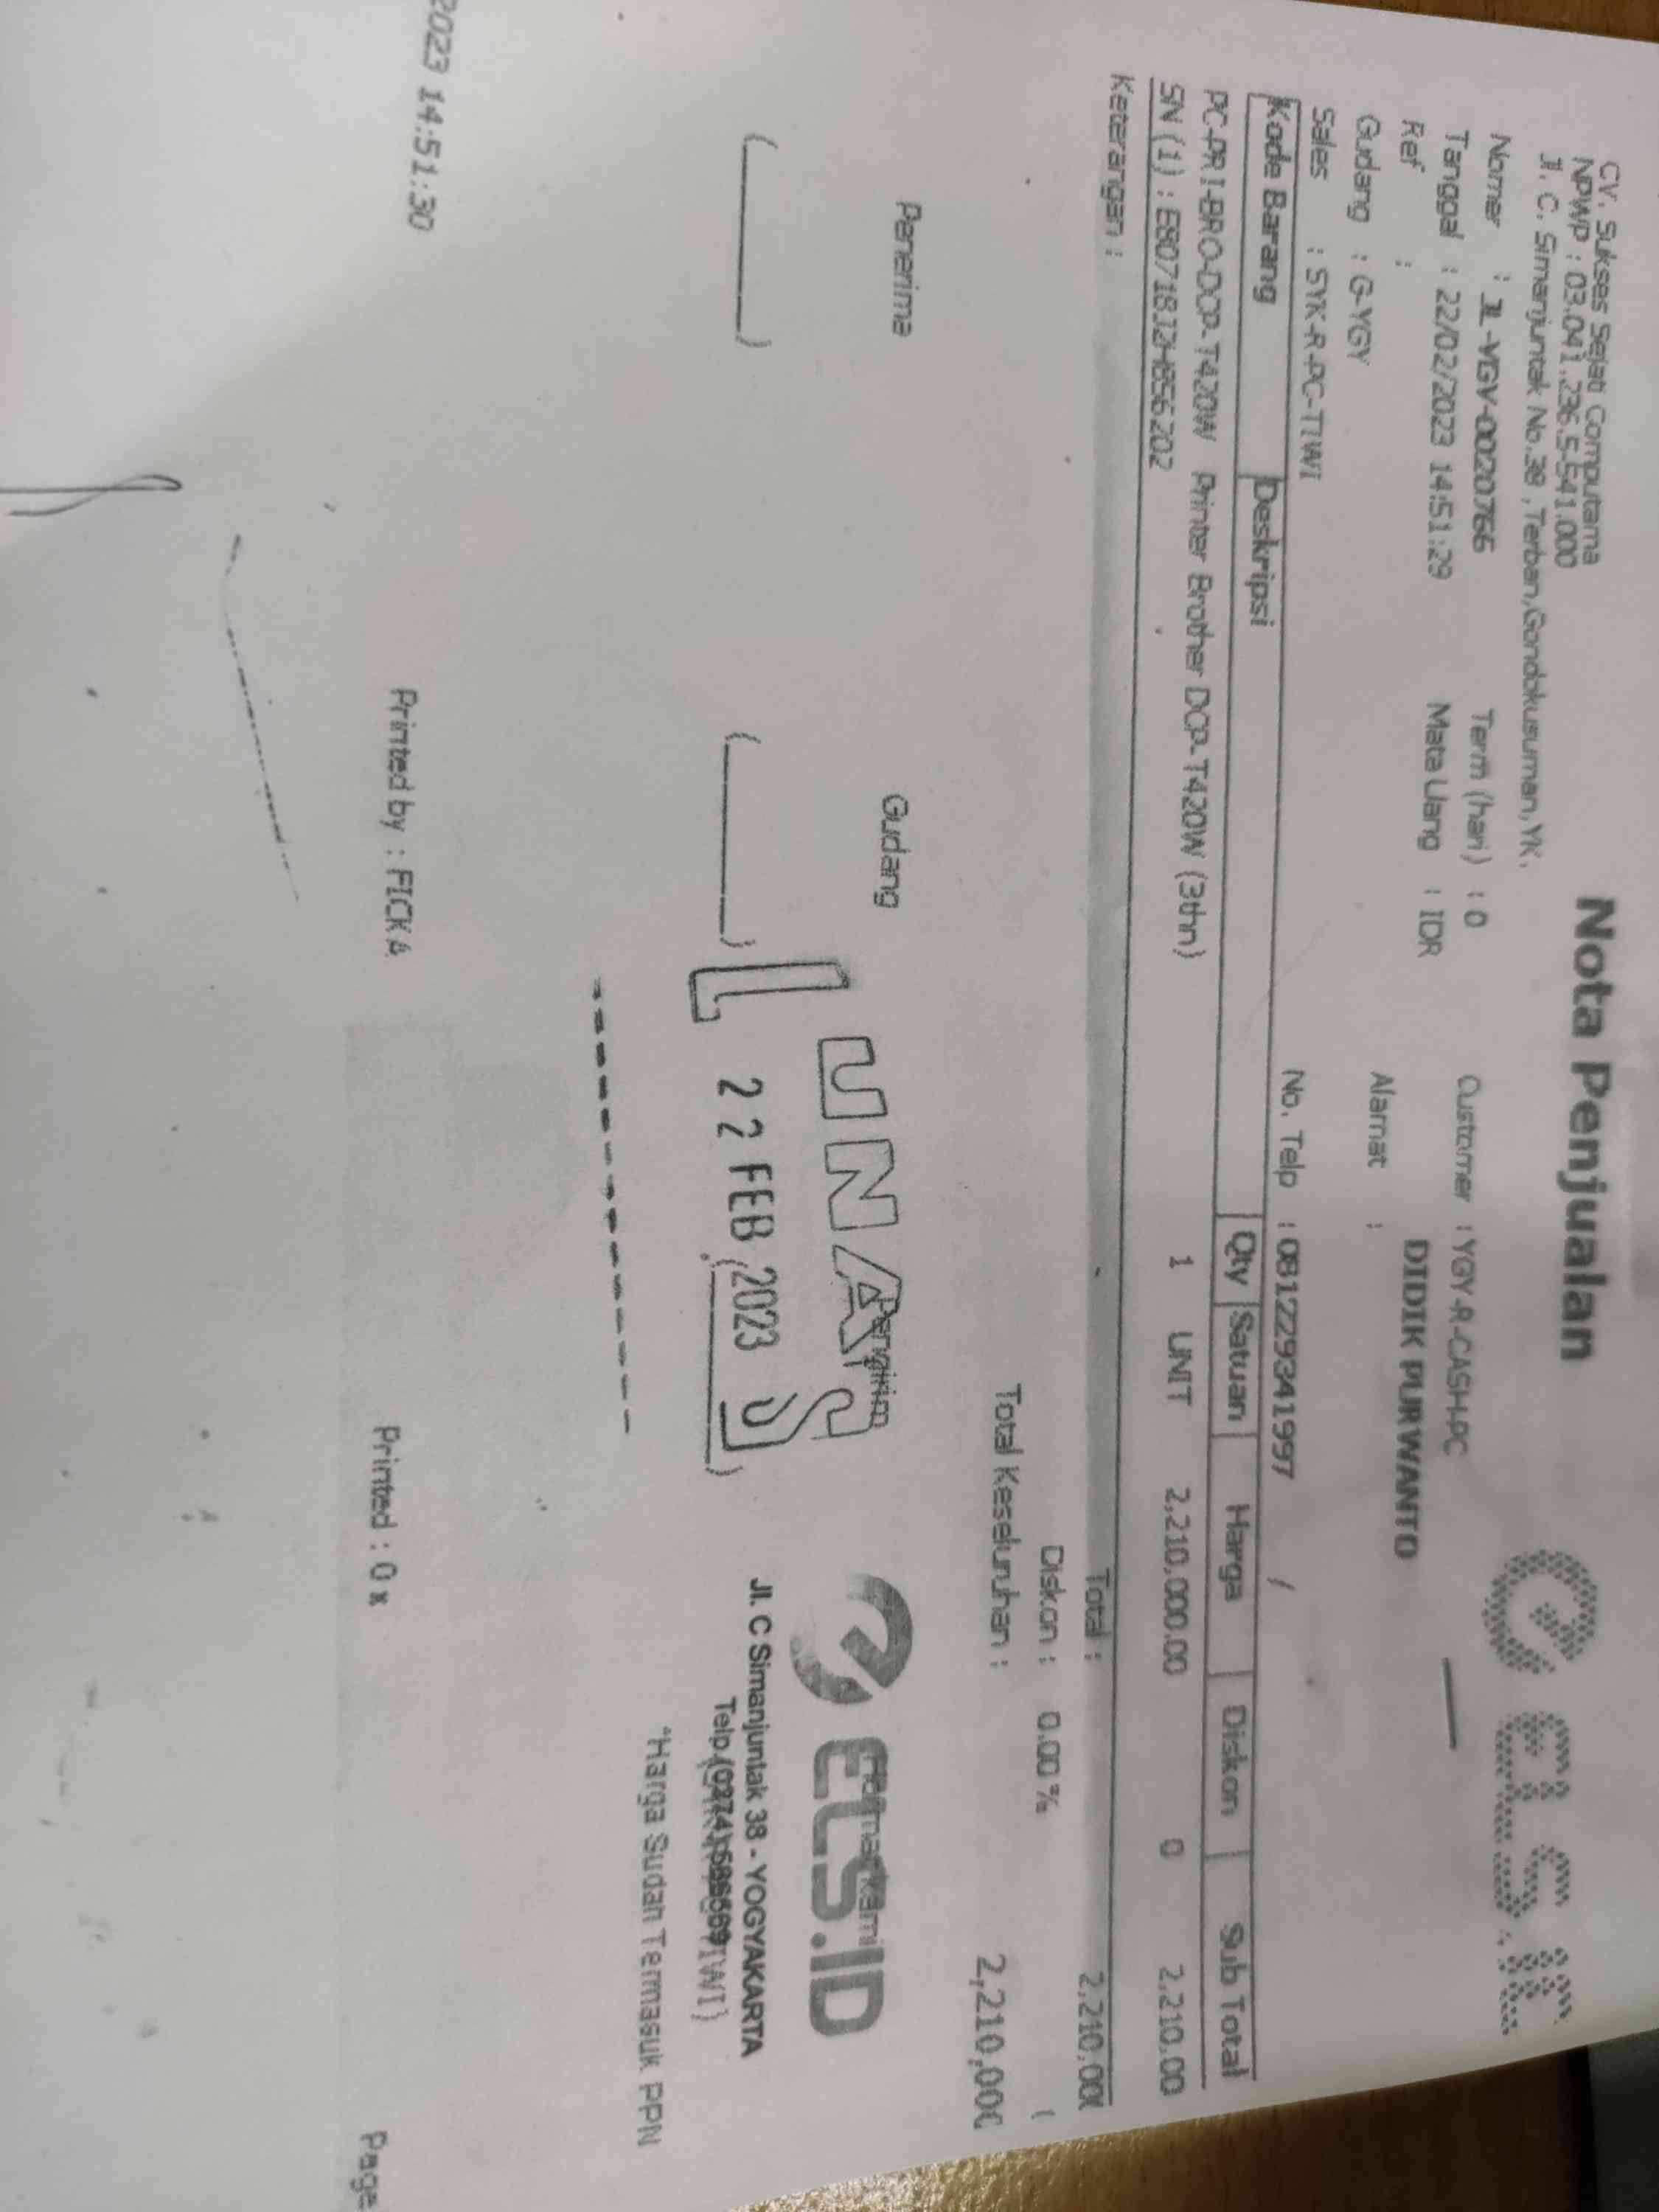 Nota Penjualan
CV. Sukses Sejati Computama
NPWP : 03.041.236.5-541.000
Jl. C. Simanjuntak No.38 ,Terban,Gondokusuman,YK.
Nomer : JL-YGY-0020766 Term (hari) : 0 Customer : YGY-R-CASH-PC
Tanggal : 22/02/2023 14:51:29 Mata Uang : IDR DIDIK PURWANTO
Ref :
Gudang : G-YGY Alamat :
Sales : SYK-R-PC-TIWI No. Telp : 081229341997 /
Kode Barang Deskripsi Qty Satuan Harga Diskon Sub Total
PC-PRI-BRO-DCP-T420W Printer Brother DCP-T420W (3thn) 1 UNIT 2,210,000.00 0 2,210,00
SN (1) :
Keterangan : Total : 2,210,00
Diskon : 0.00 %
Total Keseluruhan : 2,210,000
Penerima Gudang Pengirim Hormat Kami
LUNAS
22 FEB 2023
ELS.ID
Jl. C Simanjuntak 38 - YOGYAKARTA
Telp. (0274)
*Harga Sudah Termasuk PPN
2023 14:51:30 Printed by : FICKA Printed : 0 x Page